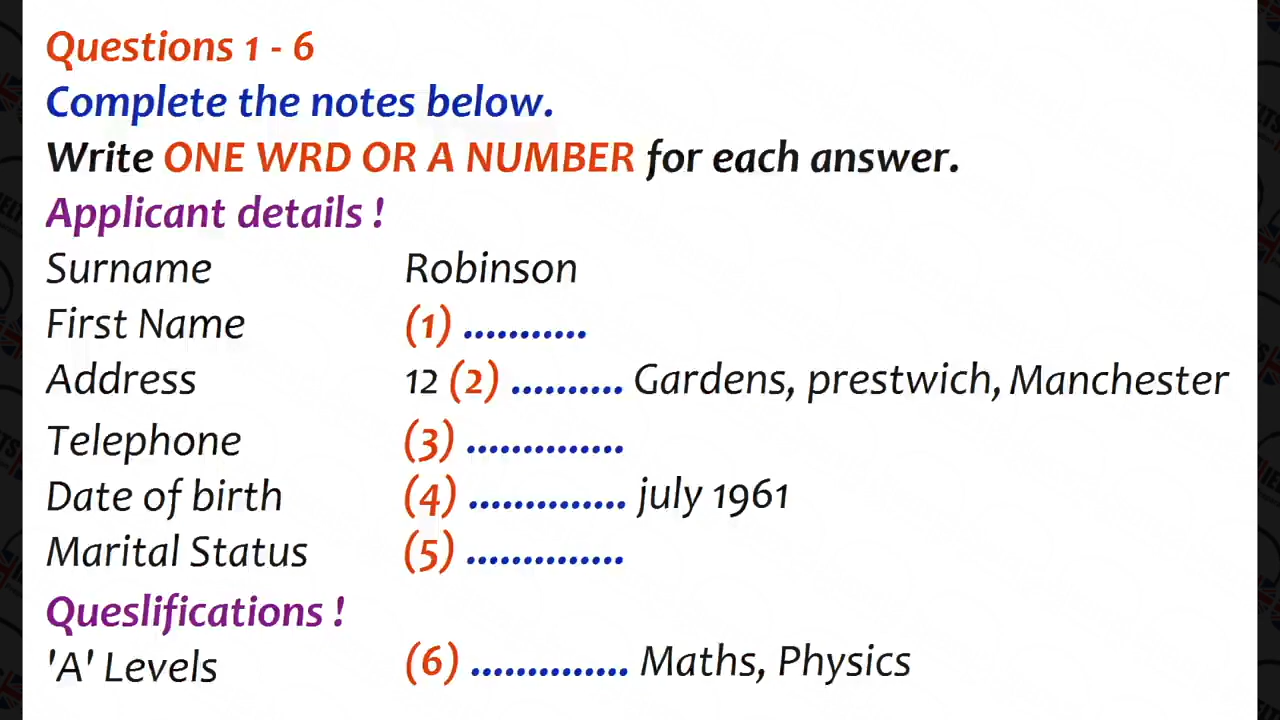 Questions 1 - 6
Complete the notes below.
Write ONE WRD OR A NUMBER for each answer.
Applicant details !
Surname Robinson
First Name (1) ...........
Address 12 (2) .......... Gardens, prestwich, Manchester
Telephone (3) ..............
Date of birth (4) .............. july 1961
Marital Status (5) ..............
Queslifications !
'A' Levels (6) .............. Maths, Physics